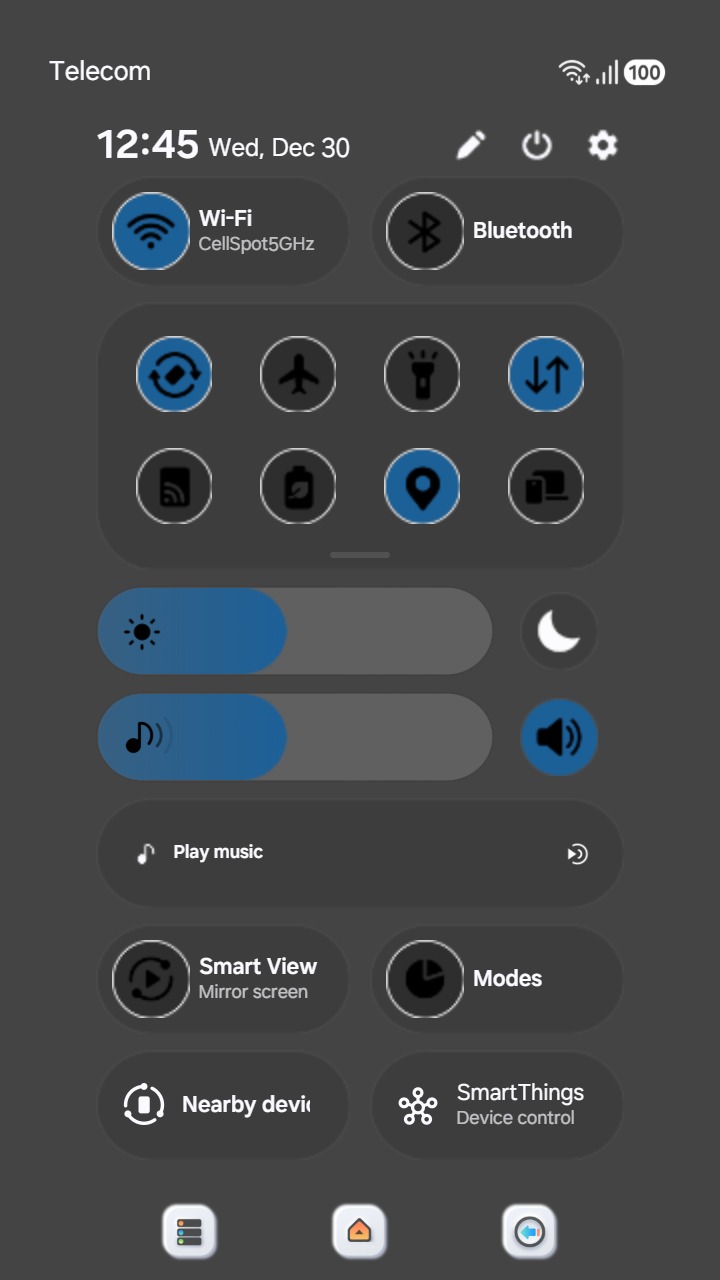 Telecom
100
12:45 Wed, Dec 30
Wi-Fi
CellSpot5GHz
Bluetooth
Play music
Smart View
Mirror screen
Modes
Nearby devic
SmartThings
Device control